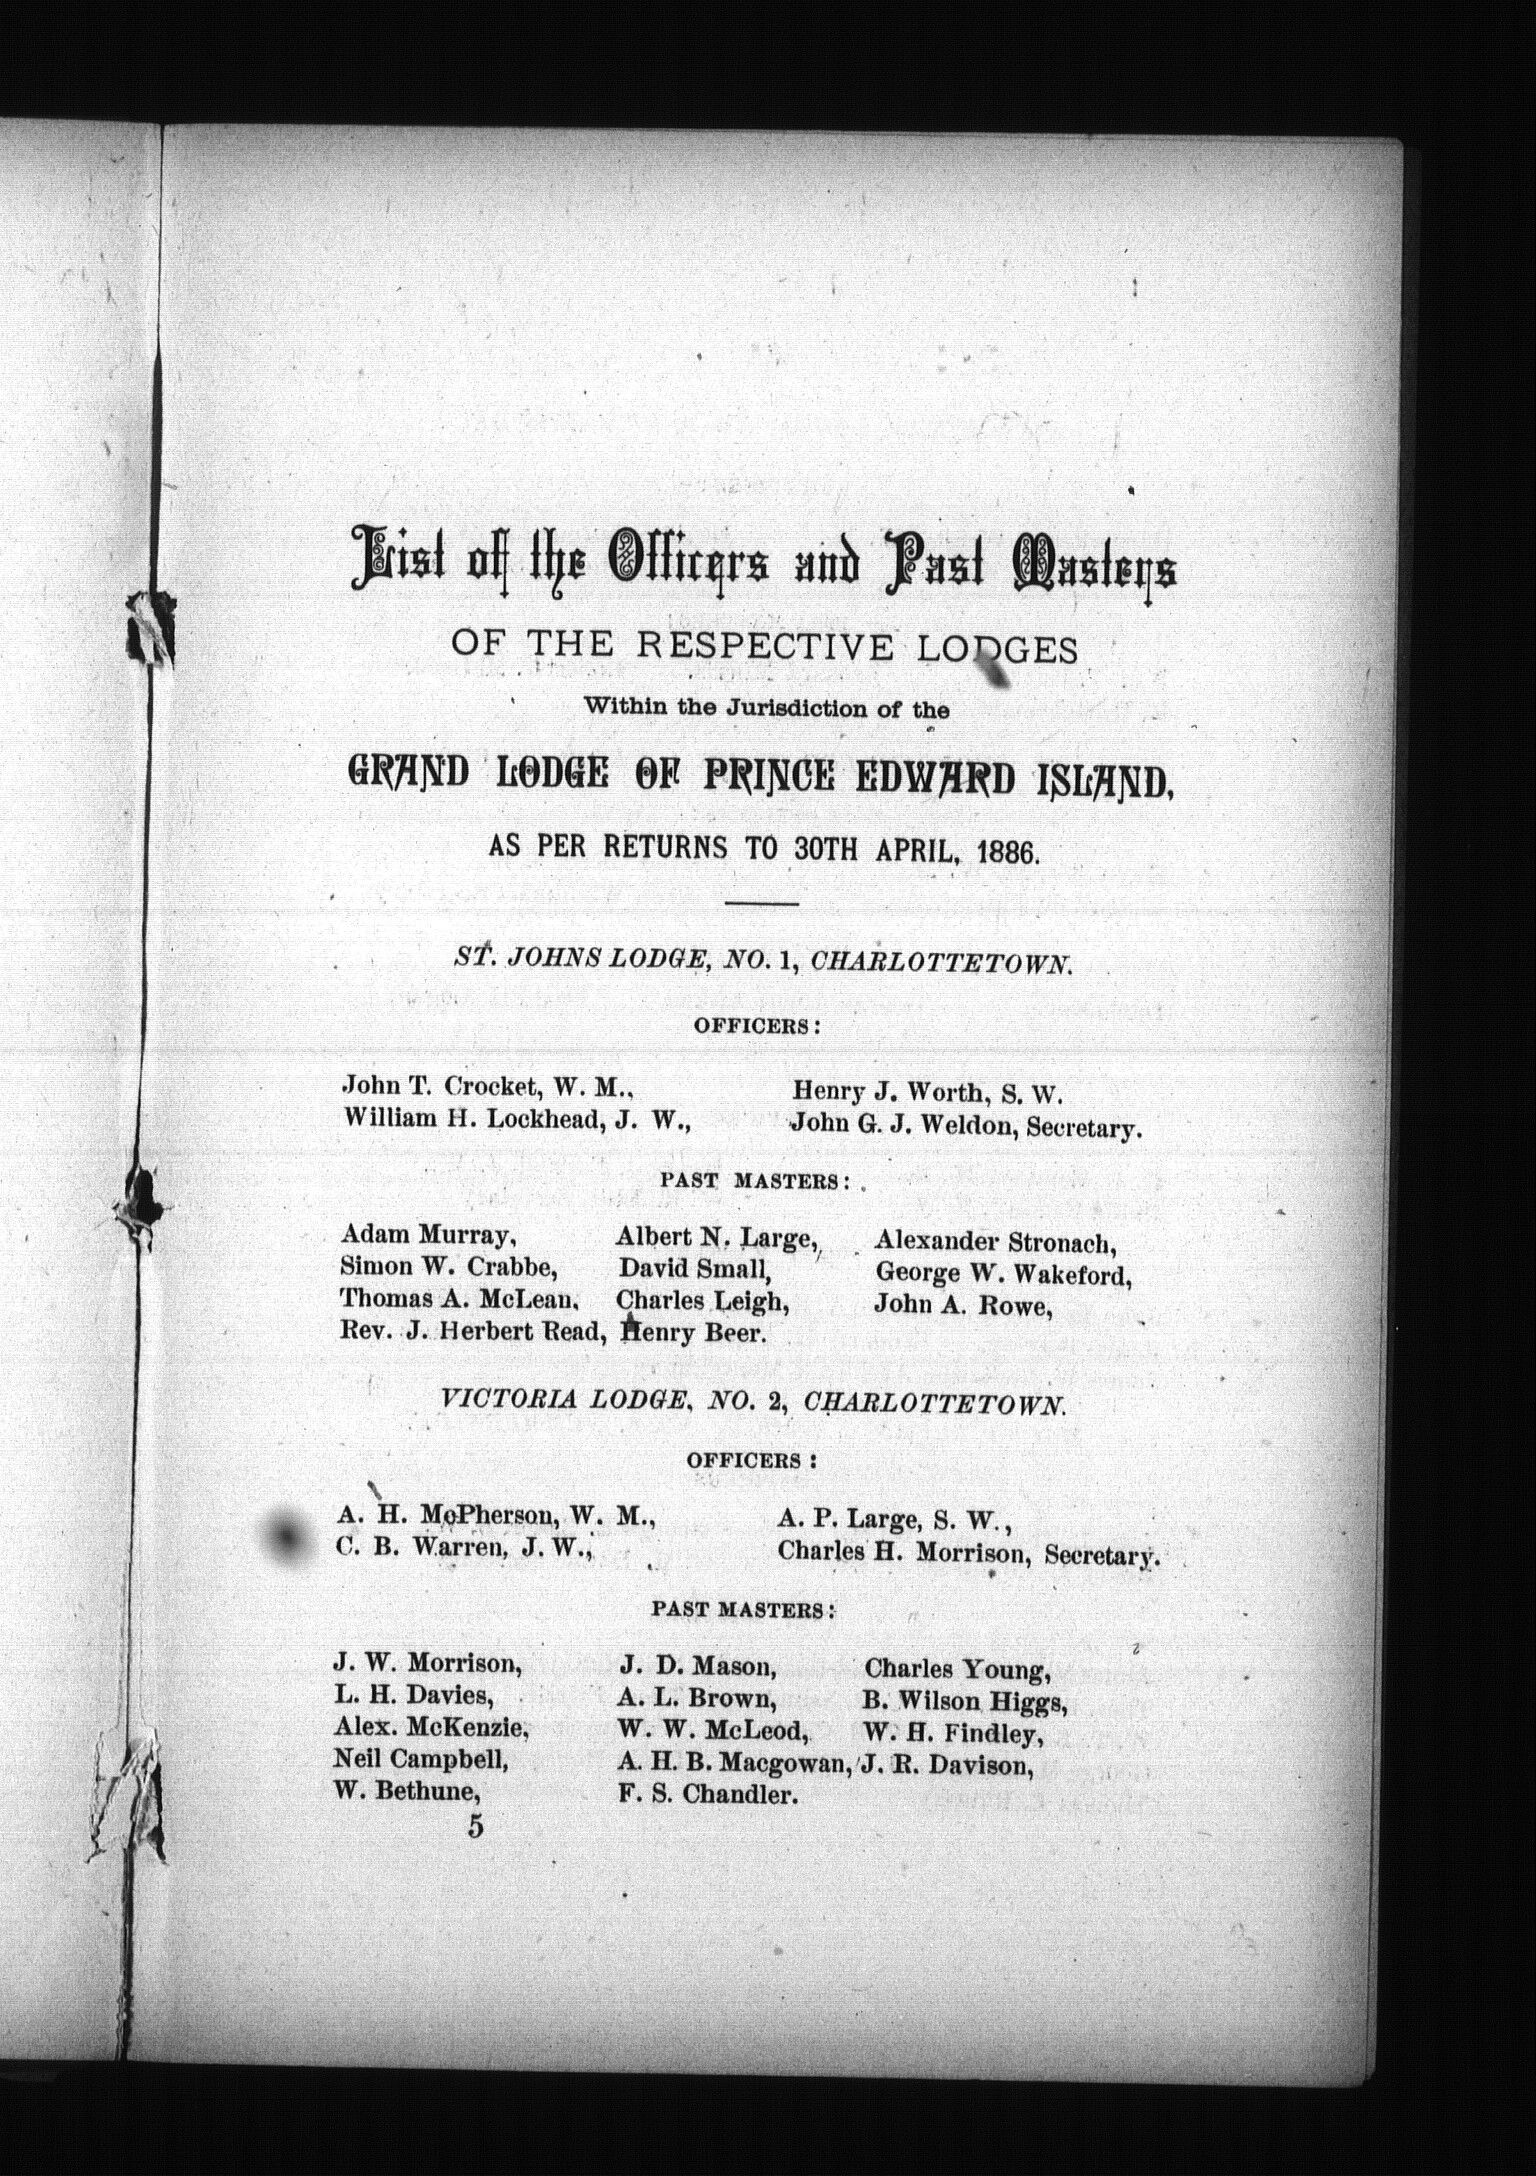 List of the Officers and Past Masters
OF THE RESPECTIVE LODGES
Within the Jurisdiction of the
GRAND LODGE OF PRINCE EDWARD ISLAND,
AS PER RETURNS TO 30TH APRIL, 1886.
ST. JOHNS LODGE, NO. 1, CHARLOTTETOWN.
OFFICERS:
John T. Crocket, W. M., Henry J. Worth, S. W.
William H. Lockhead, J. W., John G. J. Weldon, Secretary.
PAST MASTERS:
Adam Murray, Albert N. Large, Alexander Stronach,
Simon W. Crabbe, David Small, George W. Wakeford,
Thomas A. McLean, Charles Leigh, John A. Rowe,
Rev. J. Herbert Read, Henry Beer.
VICTORIA LODGE, NO. 2, CHARLOTTETOWN.
OFFICERS:
A. H. McPherson, W. M., A. P. Large, S. W.,
C. B. Warren, J. W., Charles H. Morrison, Secretary.
PAST MASTERS:
J. W. Morrison, J. D. Mason, Charles Young,
L. H. Davies, A. L. Brown, B. Wilson Higgs,
Alex. McKenzie, W. W. McLeod, W. H. Findley,
Neil Campbell, A. H. B. Macgowan, J. R. Davison,
W. Bethune, F. S. Chandler.
5